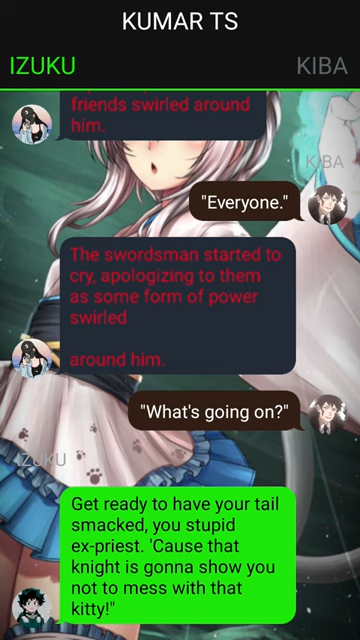 KUMAR TS
IZUKU
KIBA
friends swirled around
him.
KIBA
"Everyone."
The swordsman started to
cry, apologizing to them
as some form of power
swirled
around him.
"What's going on?"
IZUKU
Get ready to have your tail
smacked, you stupid
ex-priest. 'Cause that
knight is gonna show you
not to mess with that
kitty!"